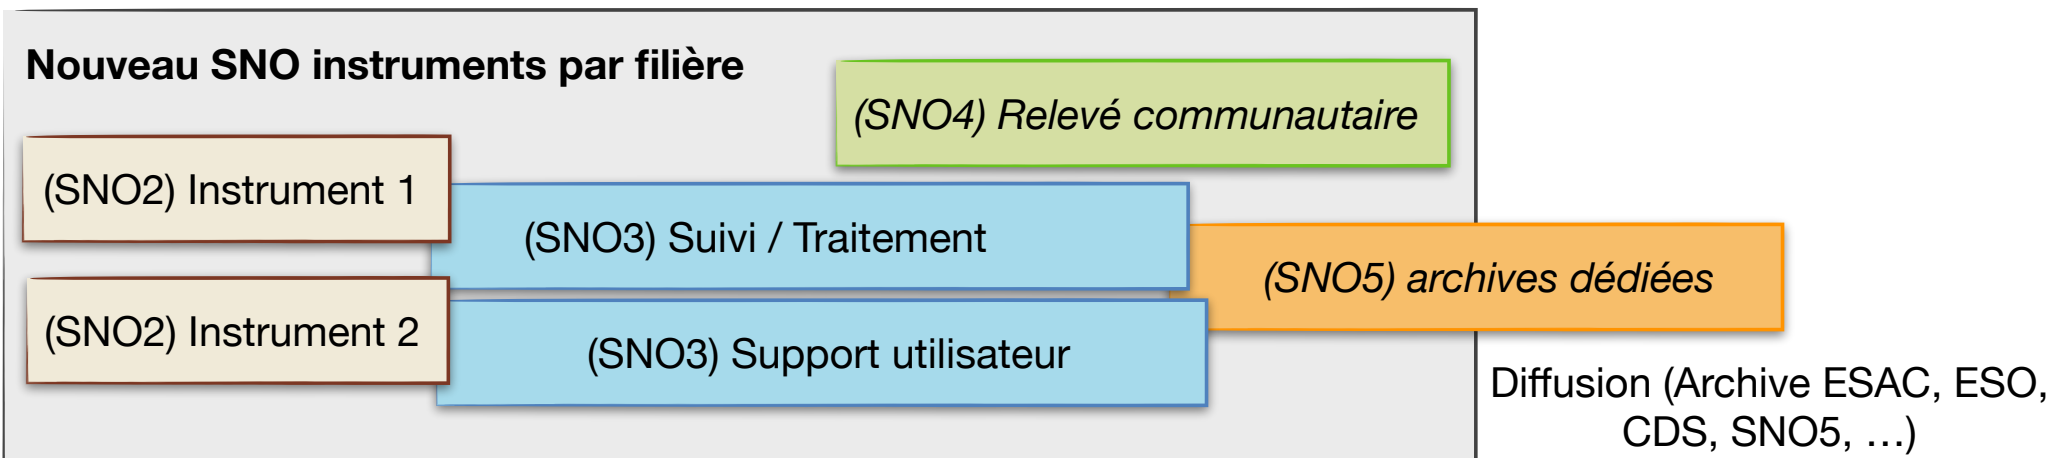 Nouveau SNO instruments par filière
(SNO4) Relevé communautaire
(SNO2) Instrument 1
(SNO3) Suivi / Traitement
(SNO5) archives dédiées
(SNO2) Instrument 2
(SNO3) Support utilisateur
Diffusion (Archive ESAC, ESO,
CDS, SNO5, …)